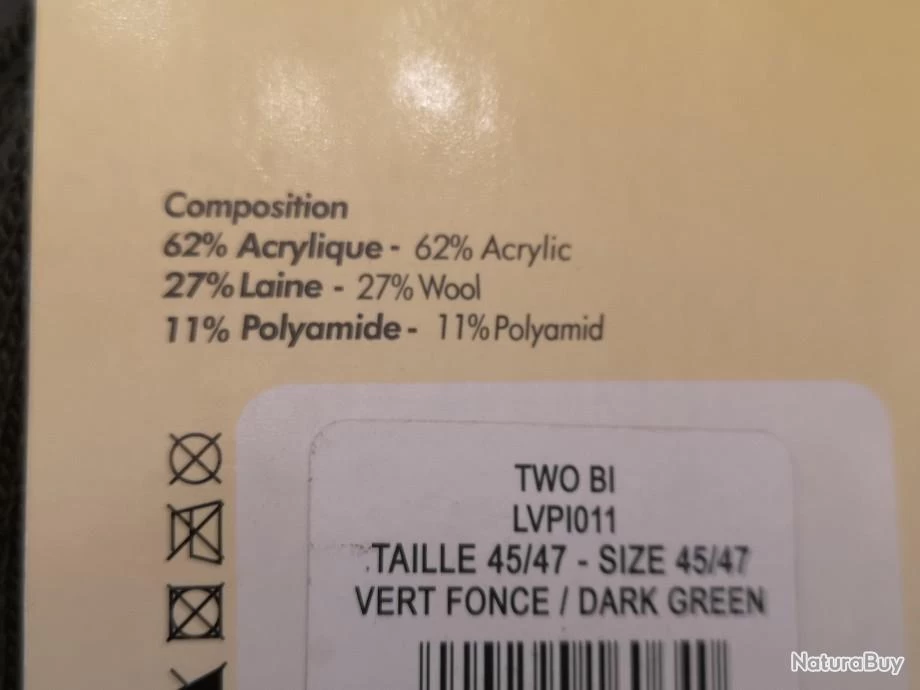 Composition
62% Acrylique - 62% Acrylic
27% Laine - 27% Wool
11% Polyamide - 11% Polyamid
TWO BI
LVPI011
TAILLE 45/47 - SIZE 45/47
VERT FONCE / DARK GREEN
NaturaBuy